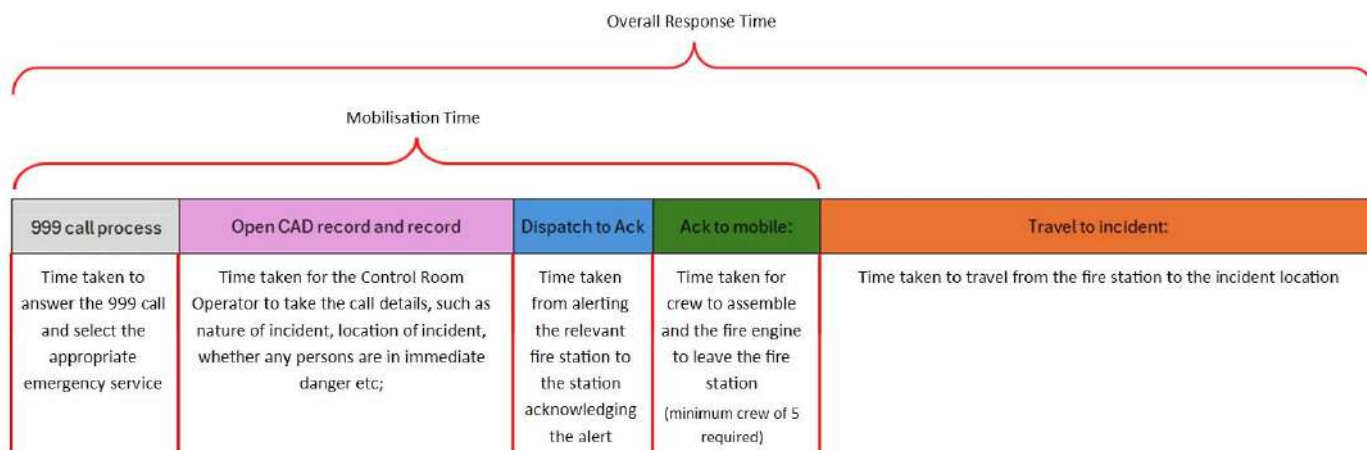 Overall Response Time
Mobilisation Time
999 call process
Open CAD record and record
Dispatch to Ack
Ack to mobile:
Travel to incident:
Time taken to
answer the 999 call
and select the
appropriate
emergency service
Time taken for the Control Room
Operator to take the call details, such as
nature of incident, location of incident,
whether any persons are in immediate
danger etc;
Time taken
from alerting
the relevant
fire station to
the station
acknowledging
the alert
Time taken for
crew to assemble
and the fire engine
to leave the fire
station
(minimum crew of 5
required)
Time taken to travel from the fire station to the incident location